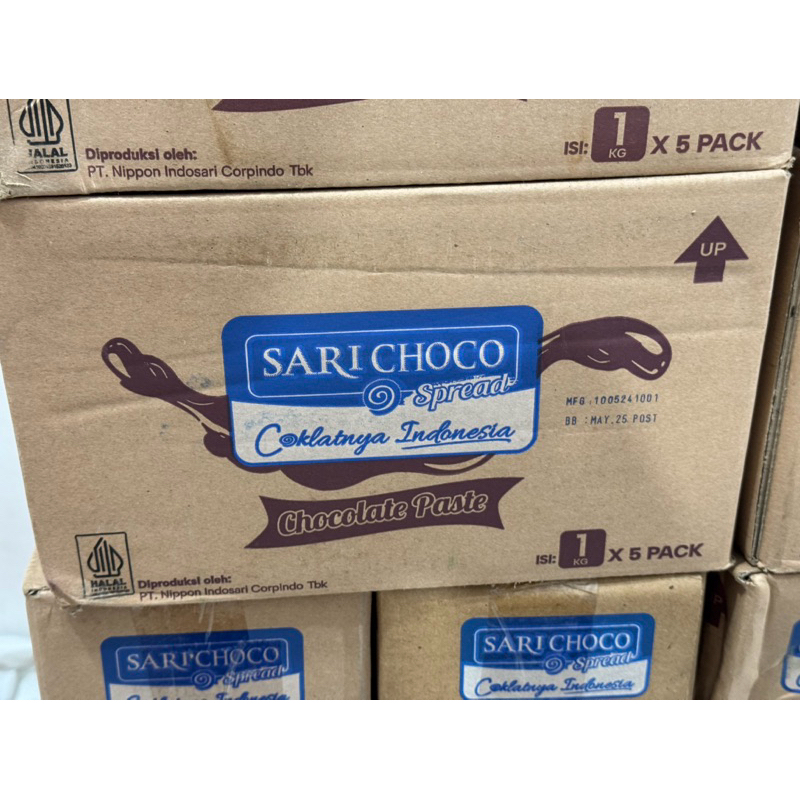 HALAL
INDONESIA
Diproduksi oleh:
PT. Nippon Indosari Corpindo Tbk
ISI: 1 KG X 5 PACK
UP
SARI CHOCO
Spread
Coklatnya Indonesia
MFG :1005241001
BB : MAY.25 POST
Chocolate Paste
HALAL
INDONESIA
Diproduksi oleh:
PT. Nippon Indosari Corpindo Tbk
ISI: 1 KG X 5 PACK
SARI CHOCO
Spread
Coklatnya Indonesia
SARI CHOCO
Spread
Coklatnya Indonesia